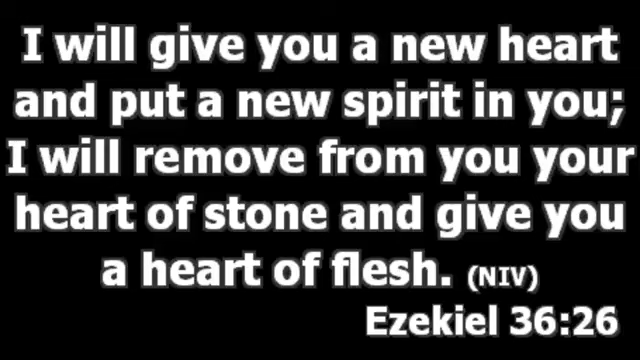 I will give you a new heart
and put a new spirit in you;
I will remove from you your
heart of stone and give you
a heart of flesh. (NIV)
Ezekiel 36:26